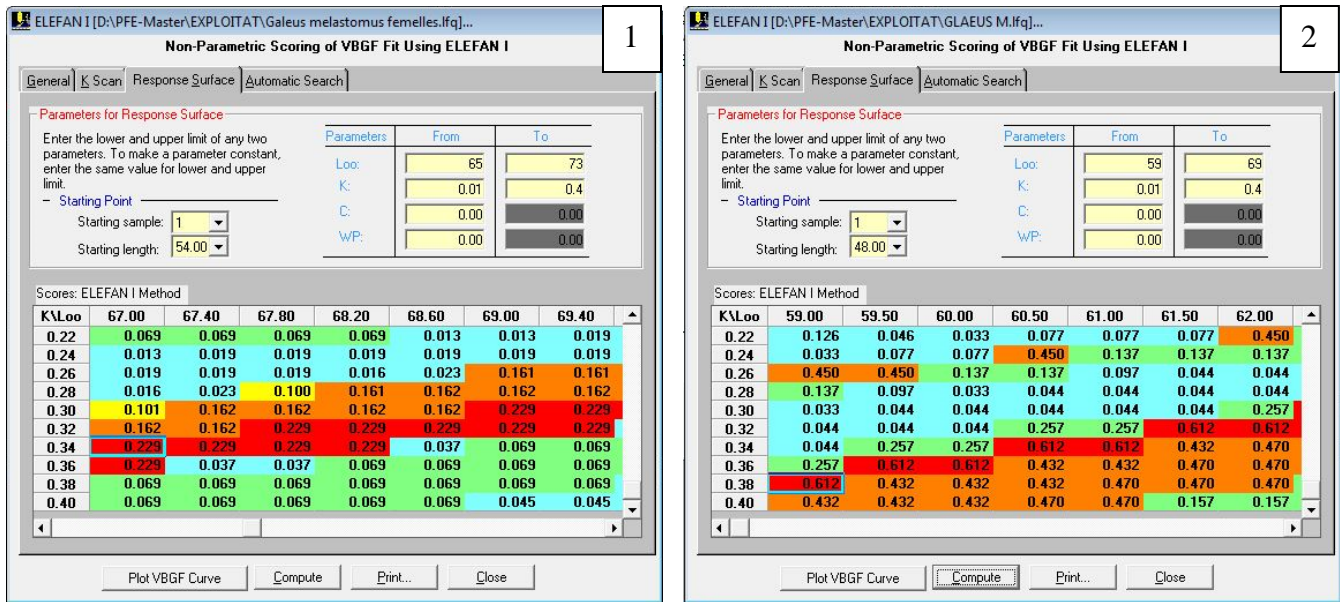 ELEFAN I [D:\PFE-Master\EXPLOITAT\Galeus melastomus femelles.lfq]...
1
Non-Parametric Scoring of VBGF Fit Using ELEFAN I
General K Scan Response Surface Automatic Search
Parameters for Response Surface
Enter the lower and upper limit of any two
parameters. To make a parameter constant,
enter the same value for lower and upper
limit.
Starting Point
Starting sample: 1
Starting length: 54.00
Parameters From To
Loo: 65 73
K: 0.01 0.4
C: 0.00 0.00
WP: 0.00 0.00
Scores: ELEFAN I Method
K\Loo 67.00 67.40 67.80 68.20 68.60 69.00 69.40
0.22 0.069 0.069 0.069 0.069 0.013 0.013 0.019
0.24 0.013 0.019 0.019 0.019 0.019 0.019 0.019
0.26 0.019 0.019 0.019 0.016 0.023 0.161 0.161
0.28 0.016 0.023 0.100 0.161 0.162 0.162 0.162
0.30 0.101 0.162 0.162 0.162 0.162 0.229 0.229
0.32 0.162 0.162 0.229 0.229 0.229 0.229 0.229
0.34 0.229 0.229 0.229 0.229 0.037 0.069 0.069
0.36 0.229 0.037 0.037 0.069 0.069 0.069 0.069
0.38 0.069 0.069 0.069 0.069 0.069 0.069 0.069
0.40 0.069 0.069 0.069 0.069 0.069 0.045 0.045
Plot VBGF Curve Compute Print... Close
ELEFAN I [D:\PFE-Master\EXPLOITAT\GLAEUS M.lfq]...
2
Non-Parametric Scoring of VBGF Fit Using ELEFAN I
General K Scan Response Surface Automatic Search
Parameters for Response Surface
Enter the lower and upper limit of any two
parameters. To make a parameter constant,
enter the same value for lower and upper
limit.
Starting Point
Starting sample: 1
Starting length: 48.00
Parameters From To
Loo: 59 69
K: 0.01 0.4
C: 0.00 0.00
WP: 0.00 0.00
Scores: ELEFAN I Method
K\Loo 59.00 59.50 60.00 60.50 61.00 61.50 62.00
0.22 0.126 0.046 0.033 0.077 0.077 0.077 0.450
0.24 0.033 0.077 0.077 0.450 0.137 0.137 0.137
0.26 0.450 0.450 0.137 0.137 0.097 0.044 0.044
0.28 0.137 0.097 0.033 0.044 0.044 0.044 0.044
0.30 0.033 0.044 0.044 0.044 0.044 0.044 0.257
0.32 0.044 0.044 0.044 0.257 0.257 0.612 0.612
0.34 0.044 0.257 0.257 0.612 0.612 0.432 0.470
0.36 0.257 0.612 0.612 0.432 0.432 0.470 0.470
0.38 0.612 0.432 0.432 0.432 0.470 0.470 0.470
0.40 0.432 0.432 0.432 0.470 0.470 0.157 0.157
Plot VBGF Curve Compute Print... Close